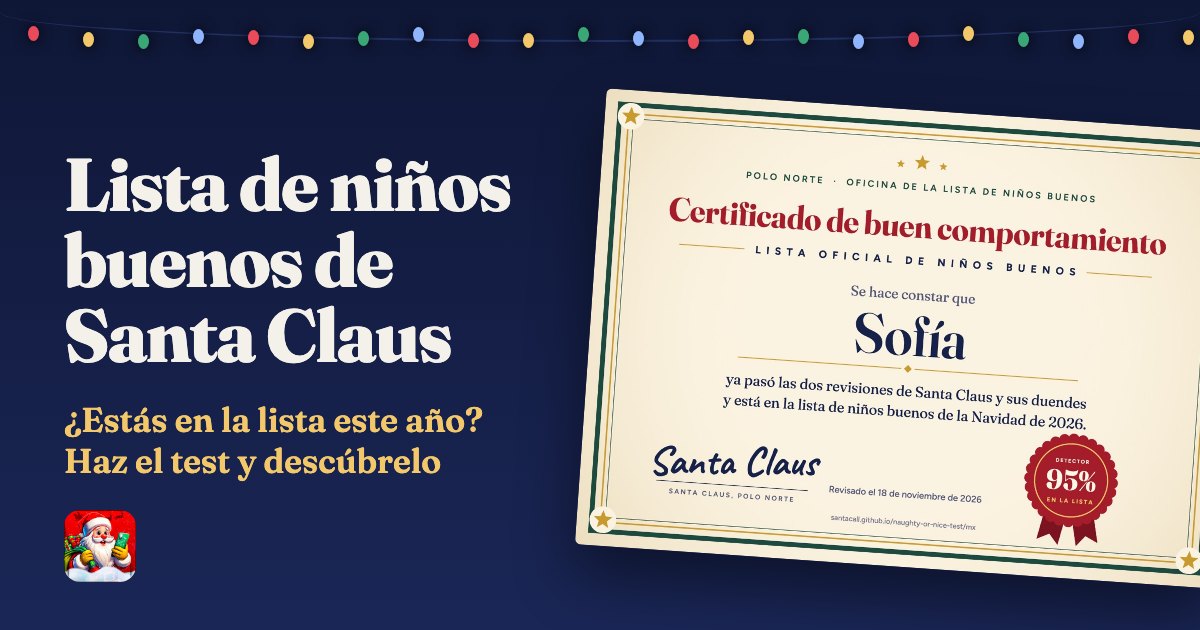 Lista de niños
buenos de
Santa Claus
¿Estás en la lista este año?
Haz el test y descúbrelo
POLO NORTE · OFICINA DE LA LISTA DE NIÑOS BUENOS
Certificado de buen comportamiento
LISTA OFICIAL DE NIÑOS BUENOS
Se hace constar que
Sofía
ya pasó las dos revisiones de Santa Claus y sus duendes
y está en la lista de niños buenos de la Navidad de 2026.
Santa Claus
SANTA CLAUS, POLO NORTE
Revisado el 18 de noviembre de 2026
santacall.github.io/naughty-or-nice-test/mx
DETECTOR
95%
EN LA LISTA